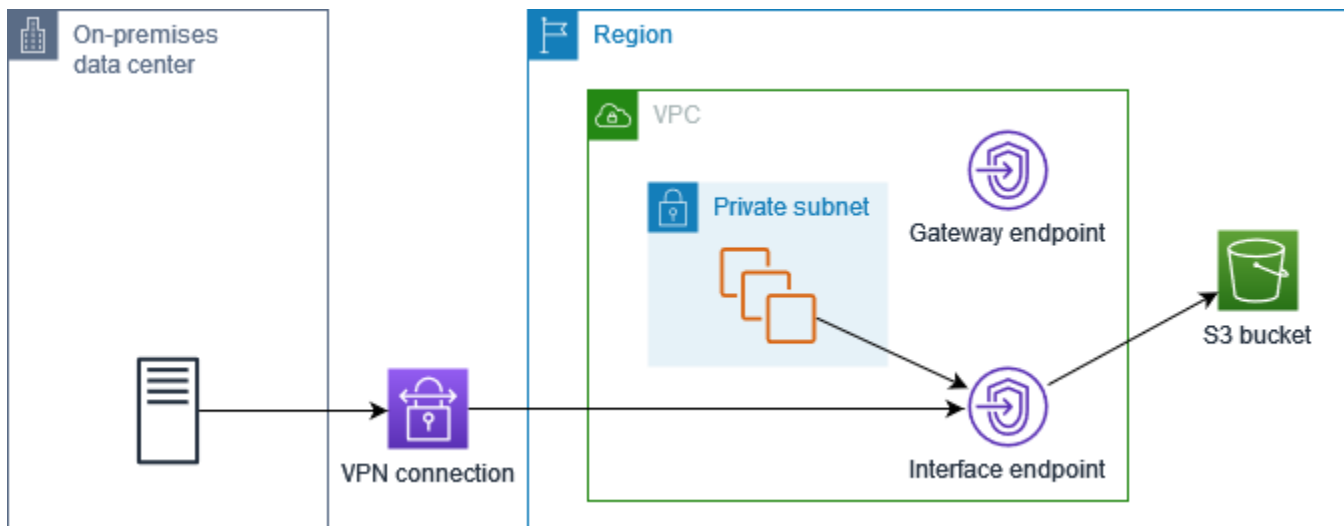 On-premises
data center
Region
VPC
Private subnet
Gateway endpoint
S3 bucket
VPN connection
Interface endpoint